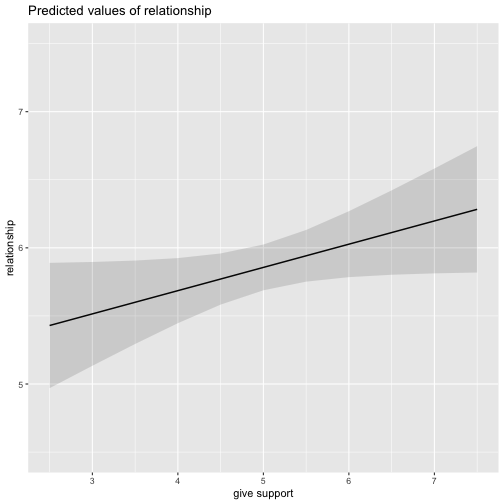 Predicted values of relationship
relationship
7
6
5
3 4 5 6 7
give support